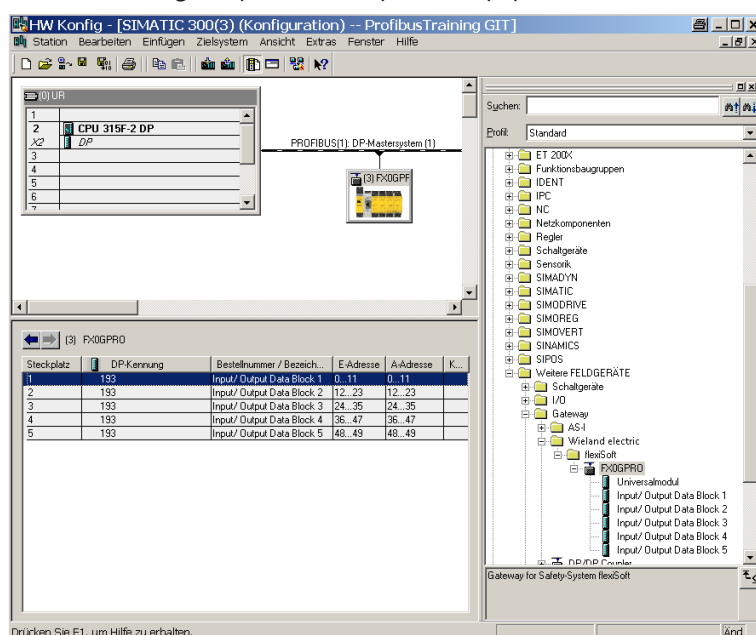 HW Konfig - [SIMATIC 300(3) (Konfiguration) -- ProfibusTraining GIT]
Station Bearbeiten Einfügen Zielsystem Ansicht Extras Fenster Hilfe
(0) UR
1
2 CPU 315F-2 DP
X2 DP
3
4
5
6
7
PROFIBUS(1): DP-Mastersystem (1)
(3) FX0GPF
Suchen:
Profil: Standard
ET 200X
Funktionsbaugruppen
IDENT
IPC
NC
Netzkomponenten
Regler
Schaltgeräte
Sensorik
SIMADYN
SIMATIC
SIMODRIVE
SIMOREG
SIMOVERT
SINAMICS
SIPOS
Weitere FELDGERÄTE
Schaltgeräte
I/O
Gateway
AS-I
Wieland electric
flexiSoft
FX0GPRO
Universalmodul
Input/ Output Data Block 1
Input/ Output Data Block 2
Input/ Output Data Block 3
Input/ Output Data Block 4
Input/ Output Data Block 5
DP/DP Coupler
Gateway for Safety-System flexiSoft
(3) FX0GPRO
Steckplatz DP-Kennung Bestellnummer / Bezeich... E-Adresse A-Adresse K...
1 193 Input/ Output Data Block 1 0...11 0...11
2 193 Input/ Output Data Block 2 12...23 12...23
3 193 Input/ Output Data Block 3 24...35 24...35
4 193 Input/ Output Data Block 4 36...47 36...47
5 193 Input/ Output Data Block 5 48...49 48...49
Drücken Sie F1, um Hilfe zu erhalten.
Änd